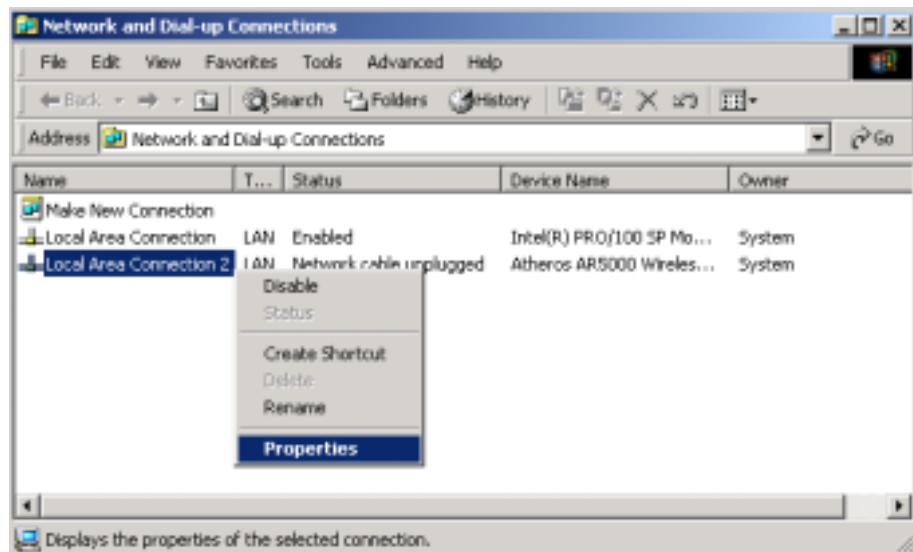 Network and Dial-up Connections
File Edit View Favorites Tools Advanced Help
Back Search Folders History
Address Network and Dial-up Connections Go
Name T... Status Device Name Owner
Make New Connection
Local Area Connection LAN Enabled Intel(R) PRO/100 SP Mo... System
Local Area Connection 2 LAN Network cable unplugged Atheros AR5000 Wireles... System
Disable
Status
Create Shortcut
Delete
Rename
Properties
Displays the properties of the selected connection.